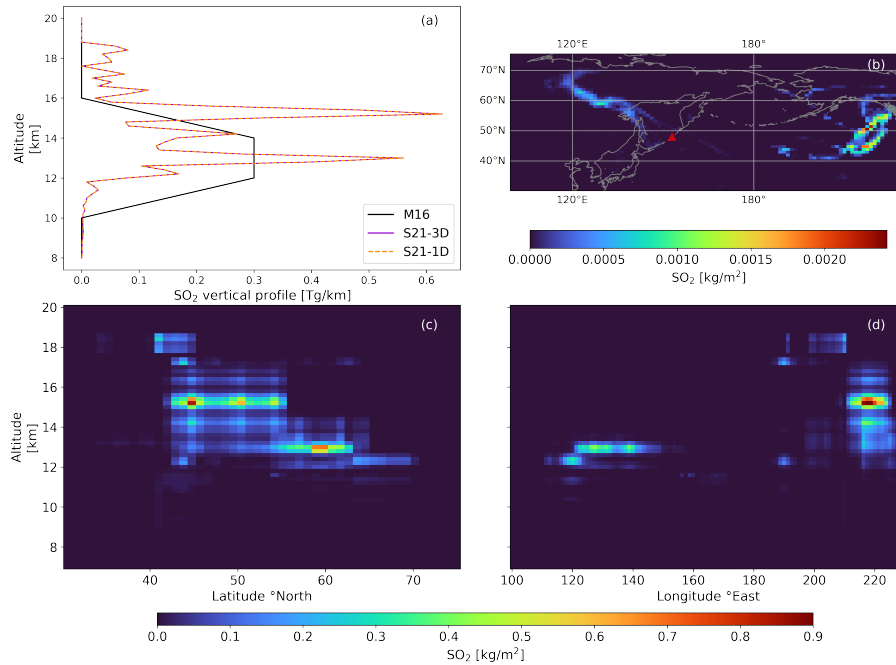 (a)
20
18
16
14
12
10
8
Altitude
[km]
M16
S21-3D
S21-1D
0.0 0.1 0.2 0.3 0.4 0.5 0.6
SO₂ vertical profile [Tg/km]
(b)
120°E 180°
70°N
60°N
50°N
40°N
120°E 180°
0.0000 0.0005 0.0010 0.0015 0.0020
SO₂ [kg/m²]
(c)
20
18
16
14
12
10
8
Altitude
[km]
40 50 60 70
Latitude °North
(d)
100 120 140 160 180 200 220
Longitude °East
0.0 0.1 0.2 0.3 0.4 0.5 0.6 0.7 0.8 0.9
SO₂ [kg/m²]